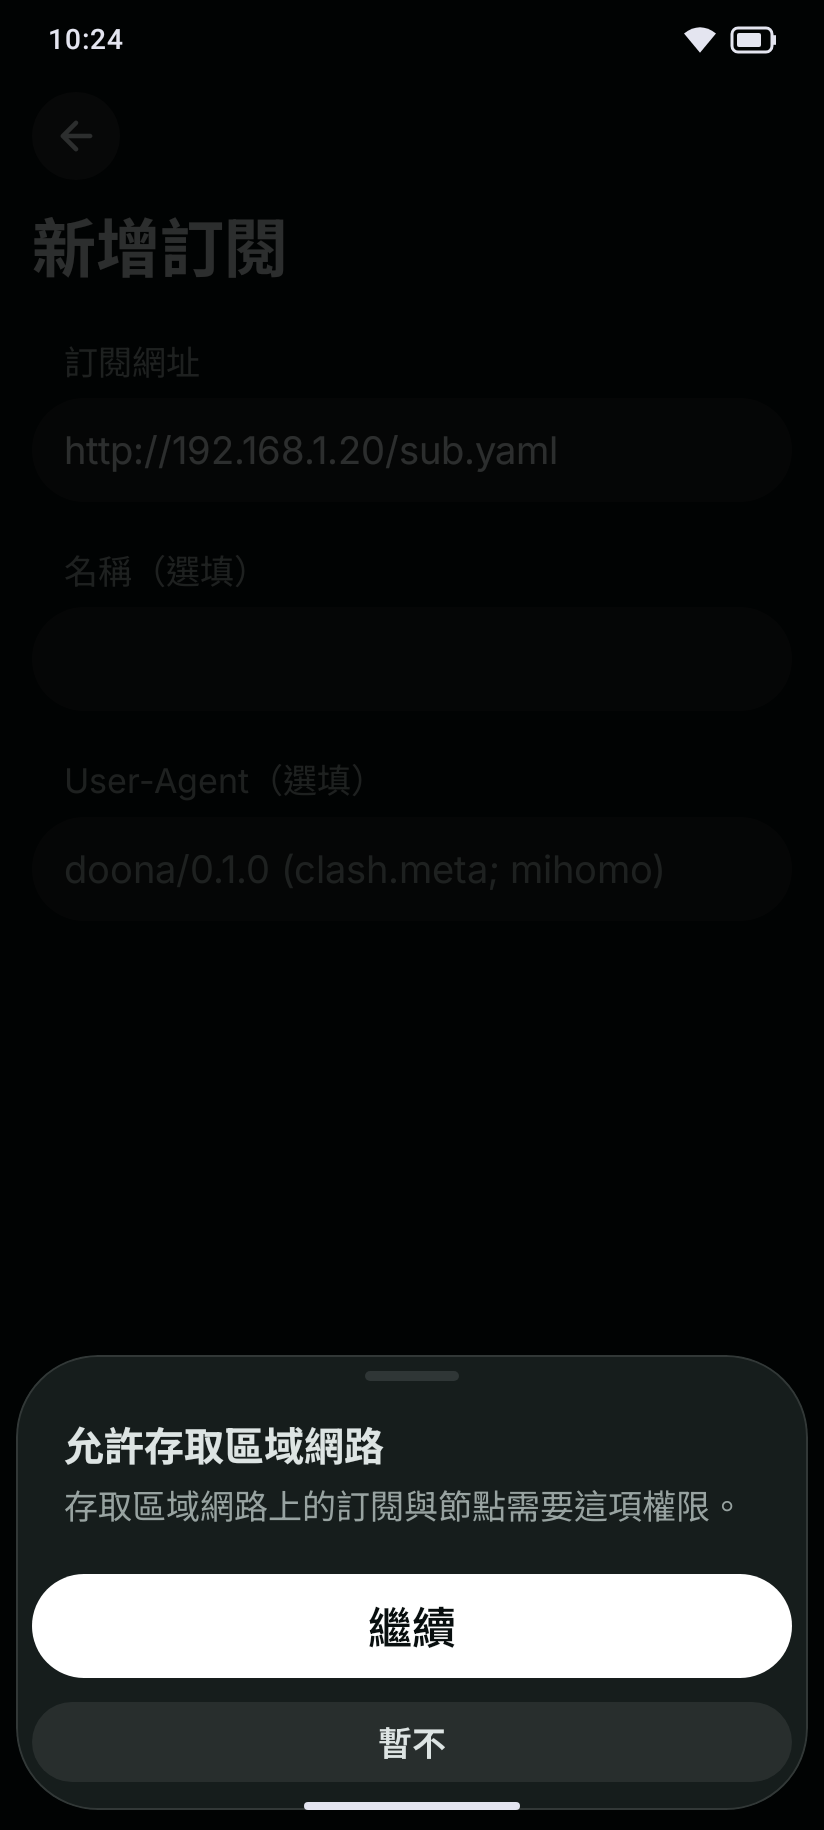 10:24
新增訂閱
訂閱網址
http://192.168.1.20/sub.yaml
名稱（選填）
User-Agent（選填）
doona/0.1.0 (clash.meta; mihomo)
允許存取區域網路
存取區域網路上的訂閱與節點需要這項權限。
繼續
暫不